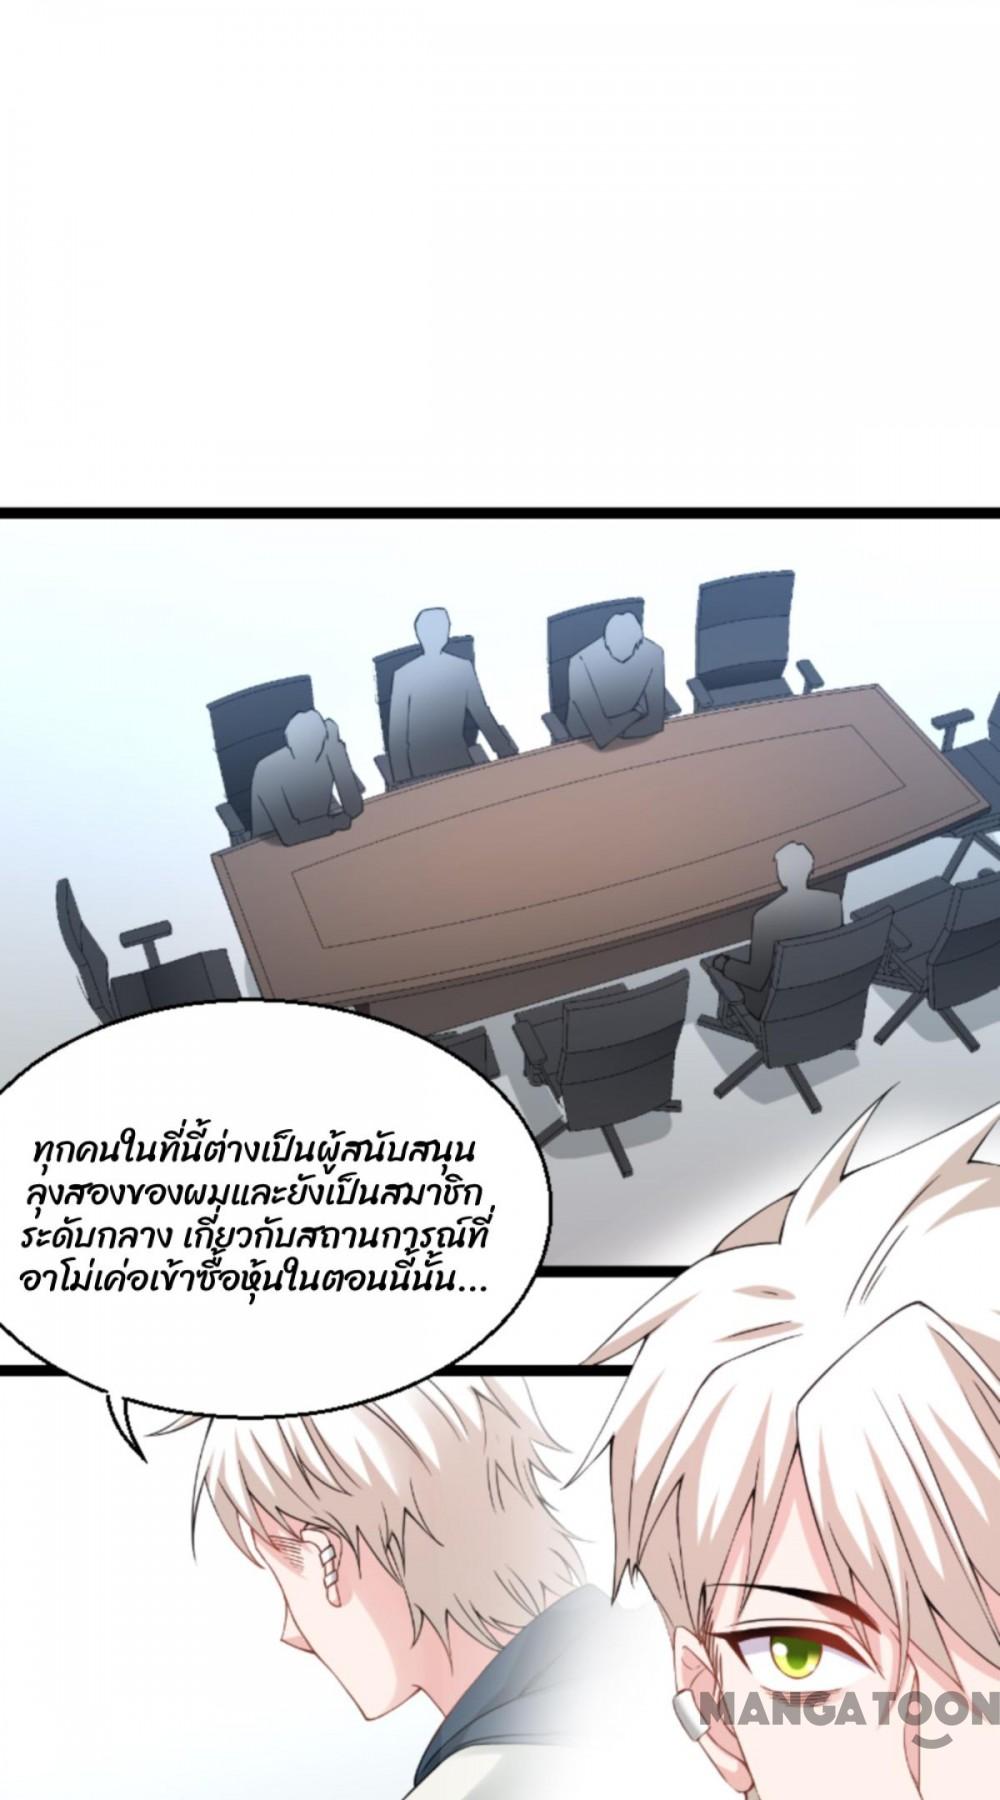 ทุกคนในที่นี้ต่างเป็นผู้สนับสนุน
ลุงสองของผมและยังเป็นสมาชิก
ระดับกลาง เกี่ยวกับสถานการณ์ที่
อาโม่เค่อเข้าซื้อหุ้นในตอนนี้นั้น...
MANGATOON